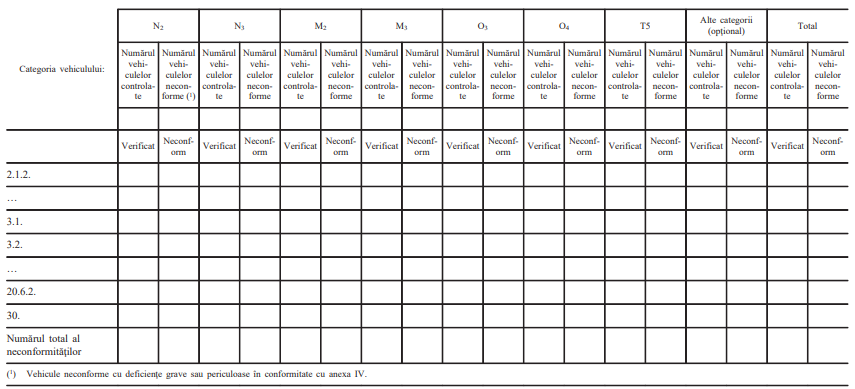 N2 N3 M2 M3 O3 O4 T5 Alte categorii (opțional) Total
Categoria vehiculului:
Numărul vehi-culelor controla-te Numărul vehi-culelor necon-forme (¹) Numărul vehi-culelor controla-te Numărul vehi-culelor necon-forme Numărul vehi-culelor controla-te Numărul vehi-culelor necon-forme Numărul vehi-culelor controla-te Numărul vehi-culelor necon-forme Numărul vehi-culelor controla-te Numărul vehi-culelor necon-forme Numărul vehi-culelor controla-te Numărul vehi-culelor necon-forme Numărul vehi-culelor controla-te Numărul vehi-culelor necon-forme Numărul vehi-culelor controla-te Numărul vehi-culelor necon-forme Numărul vehi-culelor controla-te Numărul vehi-culelor necon-forme
Verificat Neconf-orm Verificat Neconf-orm Verificat Neconf-orm Verificat Neconf-orm Verificat Neconf-orm Verificat Neconf-orm Verificat Neconf-orm Verificat Neconf-orm Verificat Neconf-orm
2.1.2.
…
3.1.
3.2.
…
20.6.2.
30.
Numărul total al
neconformităților
(¹) Vehicule neconforme cu deficiențe grave sau periculoase în conformitate cu anexa IV.